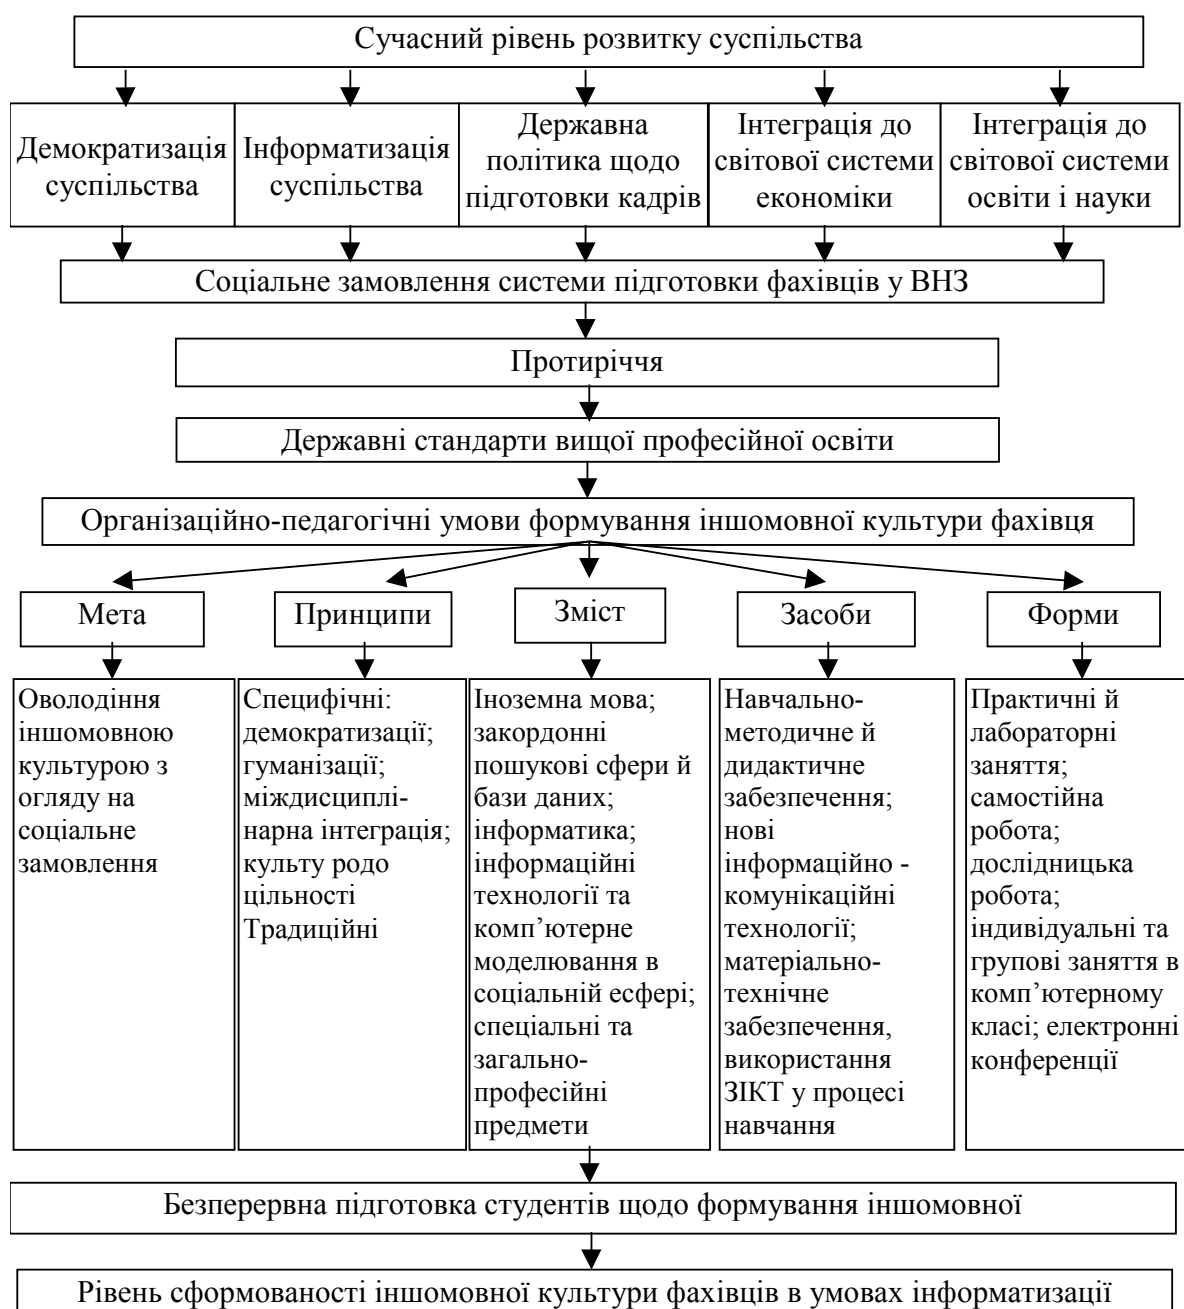 Сучасний рівень розвитку суспільства
Демократизація
суспільства
Інформатизація
суспільства
Державна
політика щодо
підготовки кадрів
Інтеграція до
світової системи
економіки
Інтеграція до
світової системи
освіти і науки
Соціальне замовлення системи підготовки фахівців у ВНЗ
Протиріччя
Державні стандарти вищої професійної освіти
Організаційно-педагогічні умови формування іншомовної культури фахівця
Мета
Принципи
Зміст
Засоби
Форми
Оволодіння
іншомовною
культурою з
огляду на
соціальне
замовлення
Специфічні:
демократизації;
гуманізації;
міждисциплі-
нарна інтеграція;
культу родо
цільності
Традиційні
Іноземна мова;
закордонні
пошукові сфери й
бази даних;
інформатика;
інформаційні
технології та
комп’ютерне
моделювання в
соціальній есфері;
спеціальні та
загально-
професійні
предмети
Навчально-
методичне й
дидактичне
забезпечення;
нові
інформаційно -
комунікаційні
технології;
матеріально-
технічне
забезпечення,
використання
ЗІКТ у процесі
навчання
Практичні й
лабораторні
заняття;
самостійна
робота;
дослідницька
робота;
індивідуальні та
групові заняття в
комп’ютерному
класі; електронні
конференції
Безперервна підготовка студентів щодо формування іншомовної
Рівень сформованості іншомовної культури фахівців в умовах інформатизації